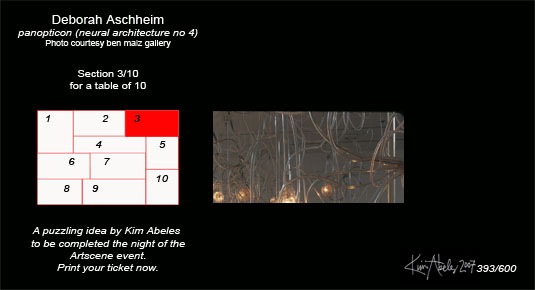 Deborah Aschheim
panopticon (neural architecture no 4)
Photo courtesy ben maiz gallery
Section 3/10
for a table of 10
1 2 3
4 5
6 7
8 9 10
A puzzling idea by Kim Abeles
to be completed the night of the
Artscene event.
Print your ticket now.
Kim Abeles 2007 393/600